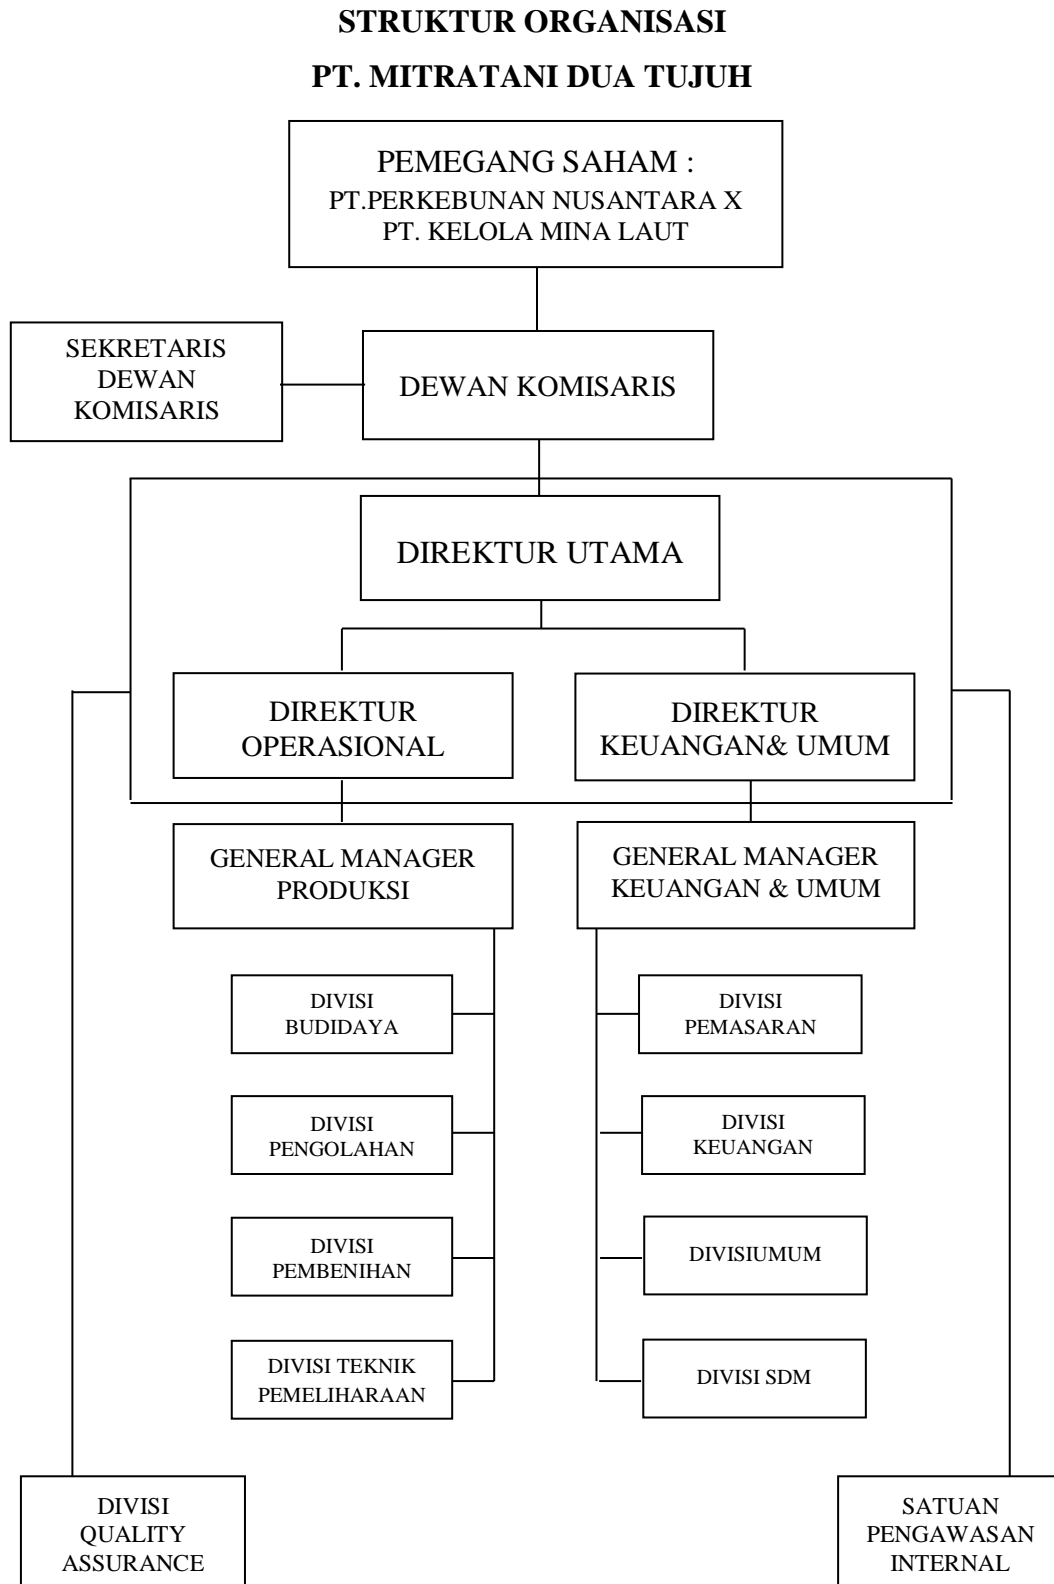 STRUKTUR ORGANISASI
PT. MITRATANI DUA TUJUH
PEMEGANG SAHAM :
PT.PERKEBUNAN NUSANTARA X
PT. KELOLA MINA LAUT
SEKRETARIS
DEWAN
KOMISARIS
DEWAN KOMISARIS
DIREKTUR UTAMA
DIREKTUR
OPERASIONAL
DIREKTUR
KEUANGAN& UMUM
GENERAL MANAGER
PRODUKSI
GENERAL MANAGER
KEUANGAN & UMUM
DIVISI
BUDIDAYA
DIVISI
PEMASARAN
DIVISI
PENGOLAHAN
DIVISI
KEUANGAN
DIVISI
PEMBENIHAN
DIVISIUMUM
DIVISI TEKNIK
PEMELIHARAAN
DIVISI SDM
DIVISI
QUALITY
ASSURANCE
SATUAN
PENGAWASAN
INTERNAL